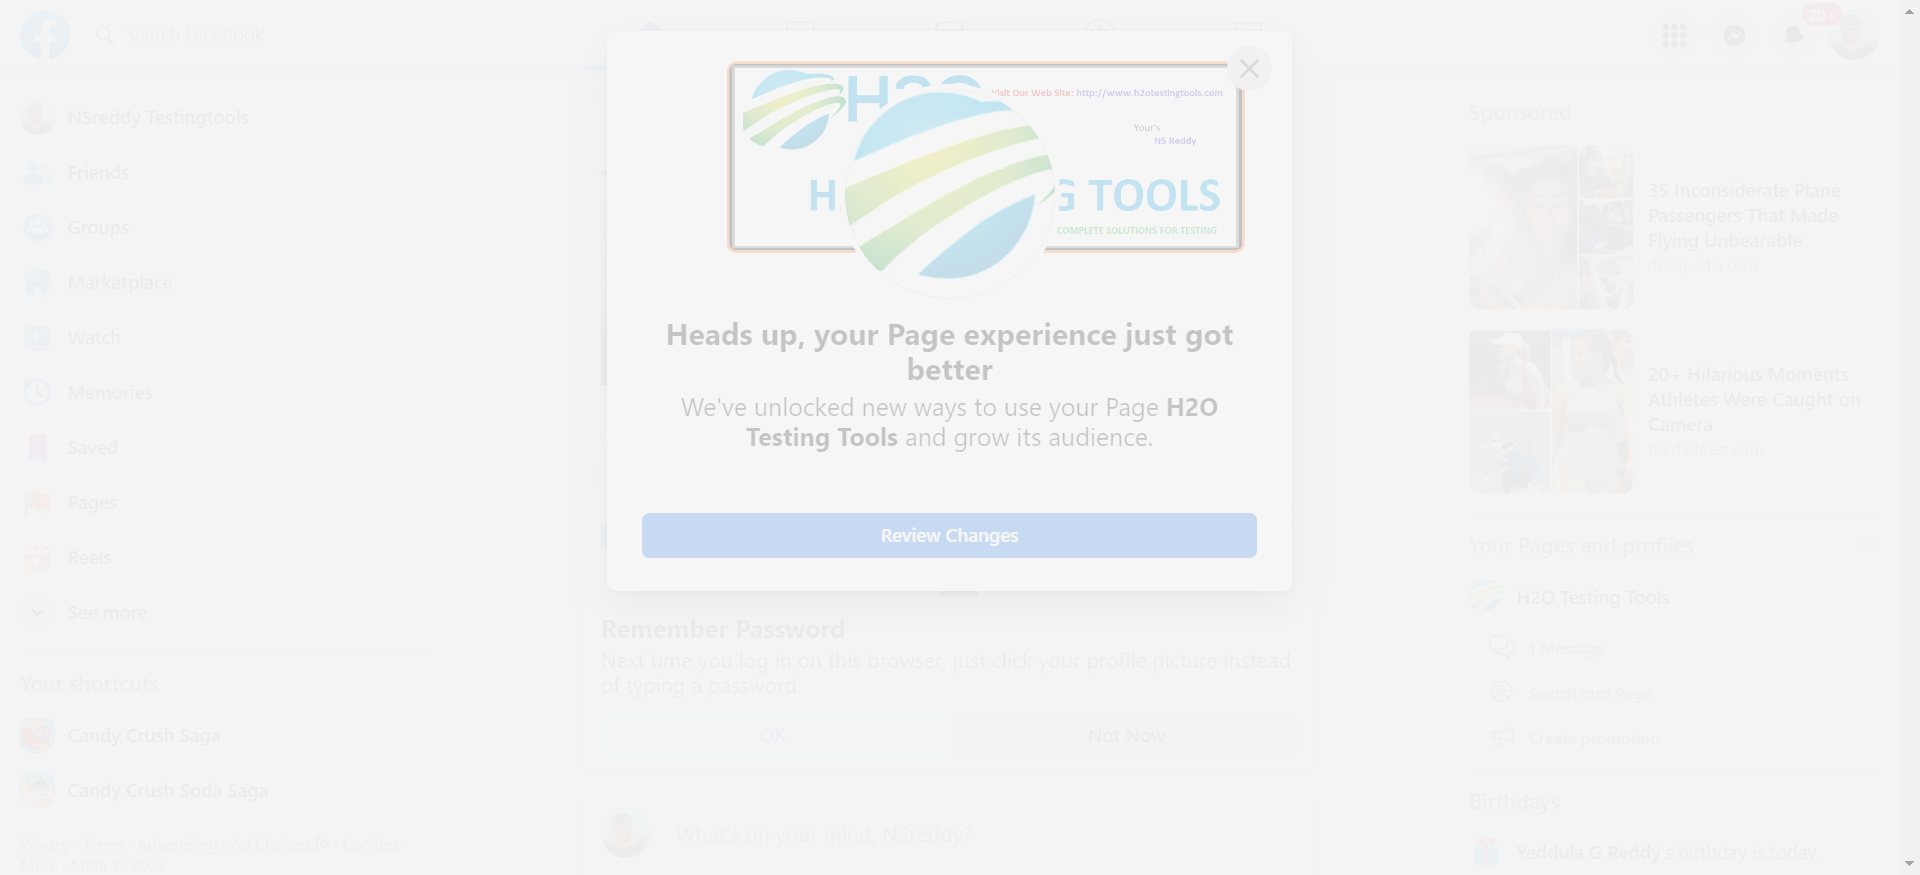 Search Facebook
20+
NSreddy Testingtools
Friends
Groups
Marketplace
Watch
Memories
Saved
Pages
Reels
See more
Your shortcuts
Candy Crush Saga
Candy Crush Soda Saga
Privacy · Terms · Advertising · Ad Choices · Cookies ·
More · Meta © 2022
H2O
Visit Our Web Site: http://www.h2otestingtools.com
Your's
NS Reddy
H
G TOOLS
COMPLETE SOLUTIONS FOR TESTING
Heads up, your Page experience just got
better
We've unlocked new ways to use your Page H2O
Testing Tools and grow its audience.
Review Changes
Remember Password
Next time you log in on this browser, just click your profile picture instead
of typing a password.
OK
Not Now
What's on your mind, NSreddy?
Sponsored
35 Inconsiderate Plane
Passengers That Made
Flying Unbearable
drivepedia.com
20+ Hilarious Moments
Athletes Were Caught on
Camera
thedaddest.com
Your Pages and profiles
H2O Testing Tools
1 Message
Switch into Page
Create promotion
Birthdays
Yeddula G Reddy's birthday is today.